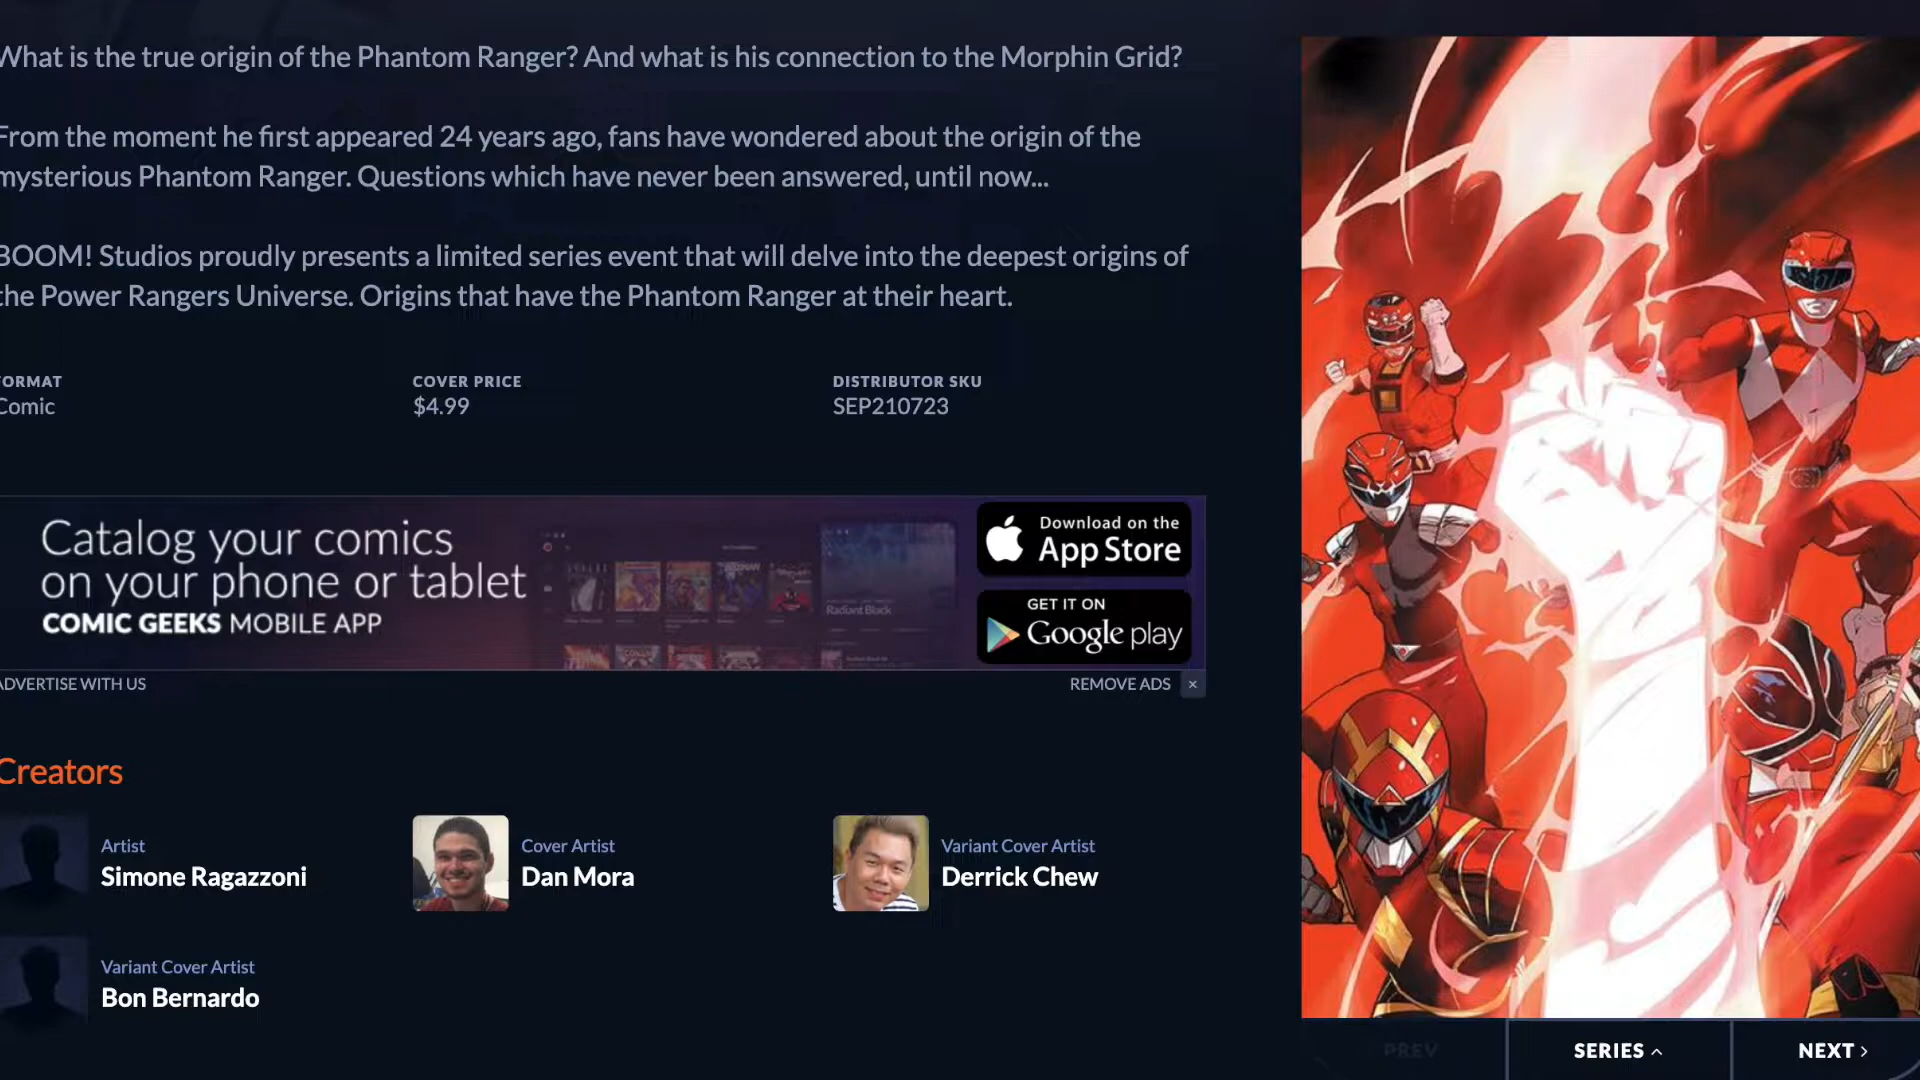 What is the true origin of the Phantom Ranger? And what is his connection to the Morphin Grid?
From the moment he first appeared 24 years ago, fans have wondered about the origin of the
mysterious Phantom Ranger. Questions which have never been answered, until now...
BOOM! Studios proudly presents a limited series event that will delve into the deepest origins of
the Power Rangers Universe. Origins that have the Phantom Ranger at their heart.
FORMAT
Comic
COVER PRICE
$4.99
DISTRIBUTOR SKU
SEP210723
Catalog your comics
on your phone or tablet
COMIC GEEKS MOBILE APP
Radiant Black
Download on the
App Store
GET IT ON
Google play
ADVERTISE WITH US
REMOVE ADS ×
Creators
Artist
Simone Ragazzoni
Cover Artist
Dan Mora
Variant Cover Artist
Derrick Chew
Variant Cover Artist
Bon Bernardo
PREV
SERIES
NEXT >